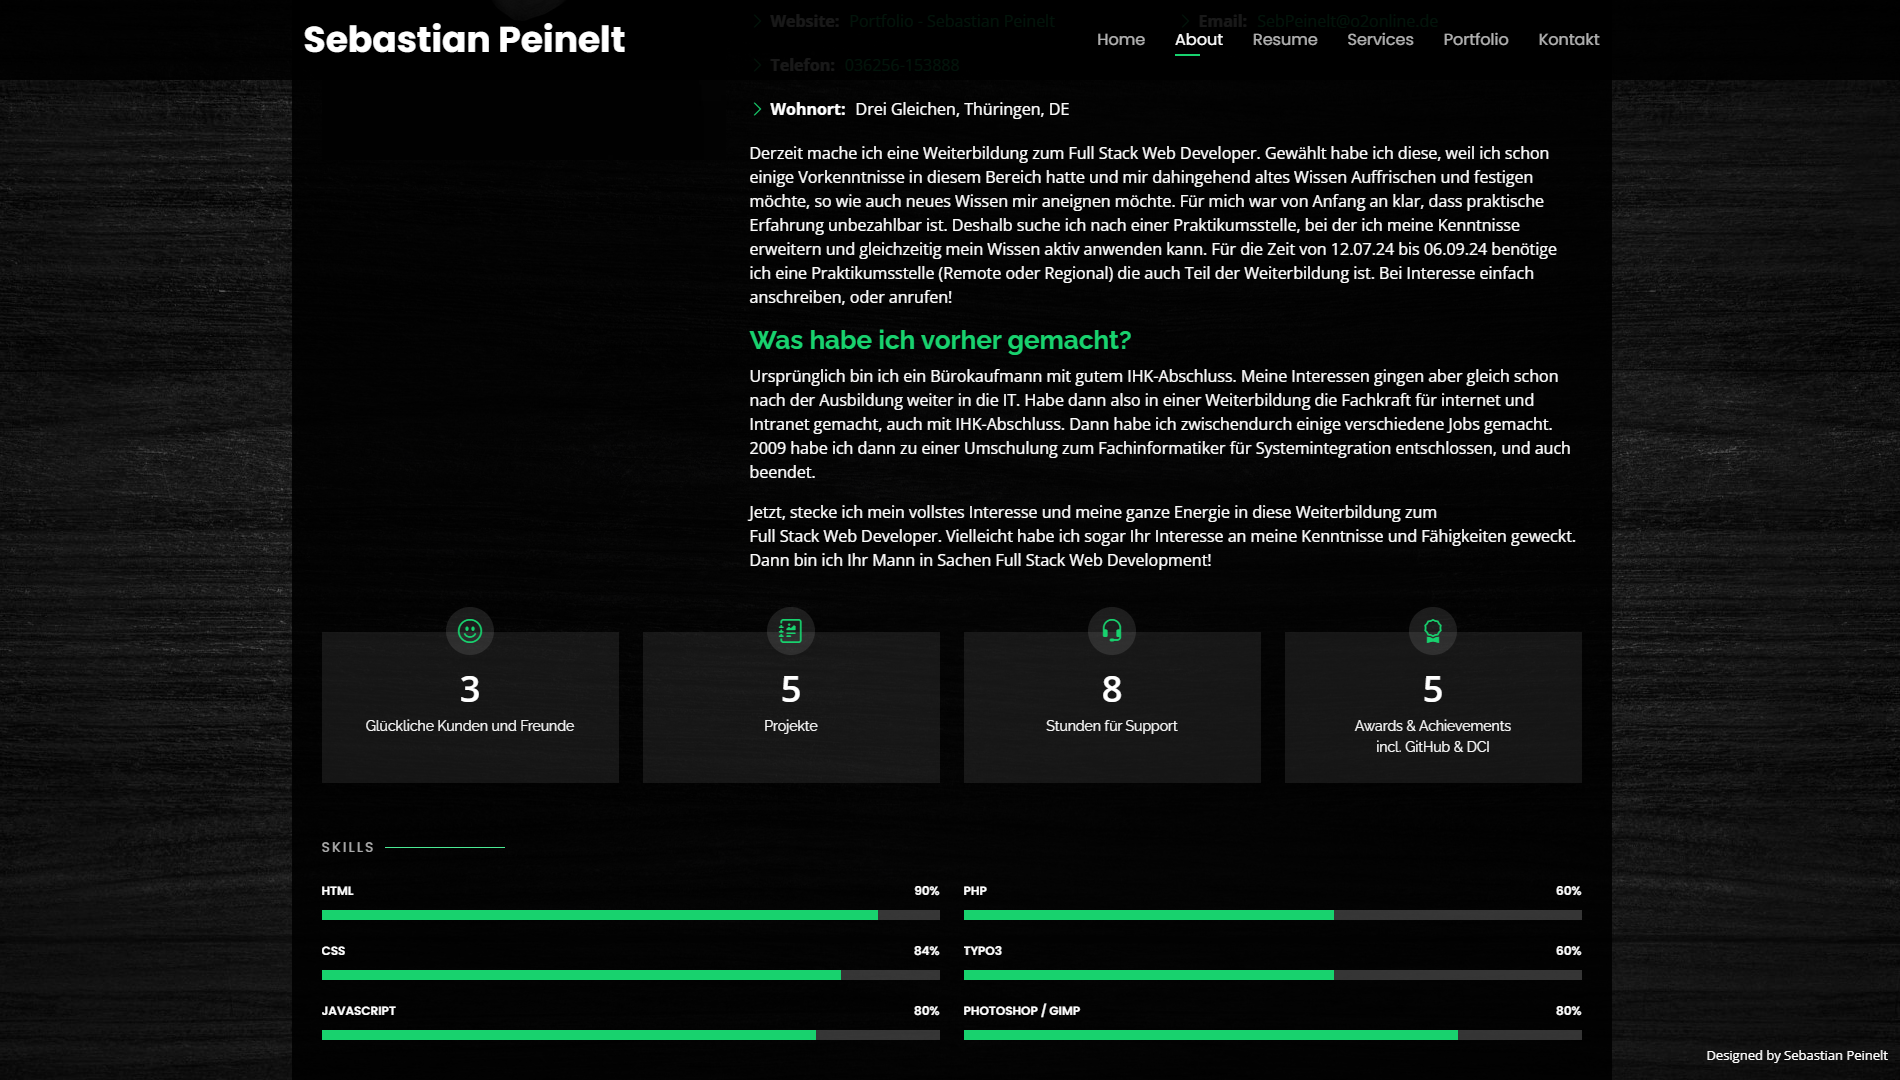 Website: Portfolio - Sebastian Peinelt
Email: SebPeinelt@o2online.de
Sebastian Peinelt
Home
About
Resume
Services
Portfolio
Kontakt
Telefon: 036256-153888
Wohnort: Drei Gleichen, Thüringen, DE
Derzeit mache ich eine Weiterbildung zum Full Stack Web Developer. Gewählt habe ich diese, weil ich schon
einige Vorkenntnisse in diesem Bereich hatte und mir dahingehend altes Wissen Auffrischen und festigen
möchte, so wie auch neues Wissen mir aneignen möchte. Für mich war von Anfang an klar, dass praktische
Erfahrung unbezahlbar ist. Deshalb suche ich nach einer Praktikumsstelle, bei der ich meine Kenntnisse
erweitern und gleichzeitig mein Wissen aktiv anwenden kann. Für die Zeit von 12.07.24 bis 06.09.24 benötige
ich eine Praktikumsstelle (Remote oder Regional) die auch Teil der Weiterbildung ist. Bei Interesse einfach
anschreiben, oder anrufen!
Was habe ich vorher gemacht?
Ursprünglich bin ich ein Bürokaufmann mit gutem IHK-Abschluss. Meine Interessen gingen aber gleich schon
nach der Ausbildung weiter in die IT. Habe dann also in einer Weiterbildung die Fachkraft für internet und
Intranet gemacht, auch mit IHK-Abschluss. Dann habe ich zwischendurch einige verschiedene Jobs gemacht.
2009 habe ich dann zu einer Umschulung zum Fachinformatiker für Systemintegration entschlossen, und auch
beendet.
Jetzt, stecke ich mein vollstes Interesse und meine ganze Energie in diese Weiterbildung zum
Full Stack Web Developer. Vielleicht habe ich sogar Ihr Interesse an meine Kenntnisse und Fähigkeiten geweckt.
Dann bin ich Ihr Mann in Sachen Full Stack Web Development!
3
Glückliche Kunden und Freunde
5
Projekte
8
Stunden für Support
5
Awards & Achievements
incl. GitHub & DCI
SKILLS
HTML 90%
PHP 60%
CSS 84%
TYPO3 60%
JAVASCRIPT 80%
PHOTOSHOP / GIMP 80%
Designed by Sebastian Peinelt